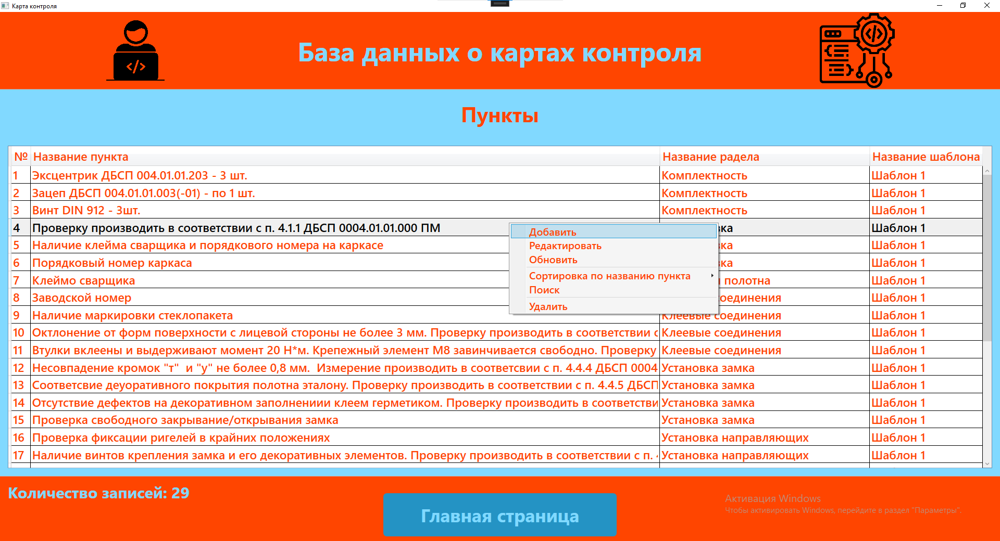 Карта контроля
База данных о картах контроля
Пункты
№ Название пункта Название радела Название шаблона
1 Эксцентрик ДБСП 004.01.01.203 - 3 шт. Комплектность Шаблон 1
2 Зацеп ДБСП 004.01.01.003(-01) - по 1 шт. Комплектность Шаблон 1
3 Винт DIN 912 - 3шт. Комплектность Шаблон 1
4 Проверку производить в соответствии с п. 4.1.1 ДБСП 0004.01.01.000 ПМ вка Шаблон 1
5 Наличие клейма сварщика и порядкового номера на каркасе вка Шаблон 1
6 Порядковый номер каркаса вка Шаблон 1
7 Клеймо сварщика полотна Шаблон 1
8 Заводской номер соединения Шаблон 1
9 Наличие маркировки стеклопакета Клеевые соединения Шаблон 1
10 Октлонение от форм поверхности с лицевой стороны не более 3 мм. Проверку производить в соответствии с Клеевые соединения Шаблон 1
11 Втулки вклеены и выдерживают момент 20 Н*м. Крепежный элемент М8 завинчивается свободно. Проверку Клеевые соединения Шаблон 1
12 Несовпадение кромок "т"  и "у" не более 0,8 мм.  Измерение производить в соответсвии с п. 4.4.4 ДБСП 0004 Установка замка Шаблон 1
13 Соответсвие деуоративного покрытия полотна эталону. Проверку производить в соответствии с п. 4.4.5 ДБСП Установка замка Шаблон 1
14 Отсутствие дефектов на декоративном заполнениии клеем герметиком. Проверку производить в соответстви Установка замка Шаблон 1
15 Проверка свободного закрывание/открывания замка Установка замка Шаблон 1
16 Проверка фиксации ригелей в крайних положениях Установка направляющих Шаблон 1
17 Наличие винтов крепления замка и его декоративных элементов. Проверку производить в соответствии с п. Установка направляющих Шаблон 1
Добавить
Редактировать
Обновить
Сортировка по названию пункта
Поиск
Удалить
Количество записей: 29
Главная страница
Активация Windows
Чтобы активировать Windows, перейдите в раздел "Параметры".